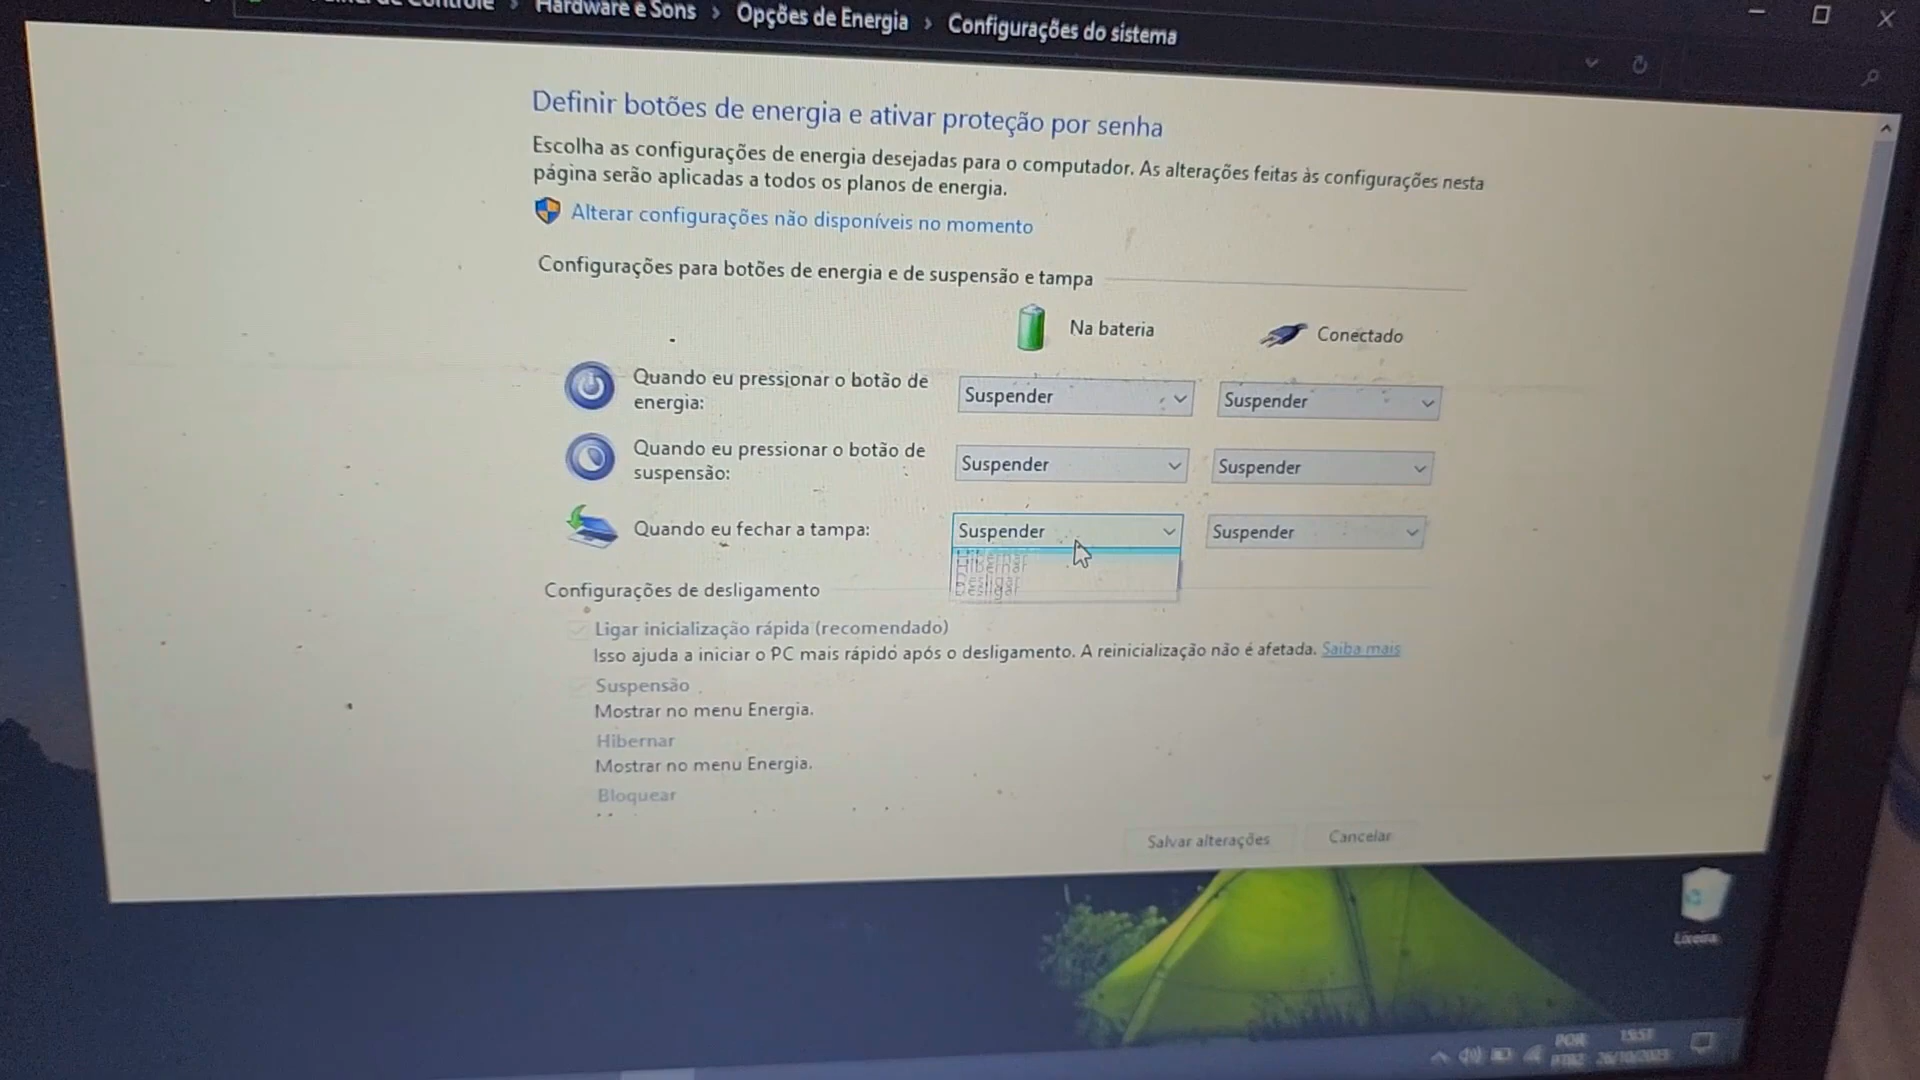 Hardware e Sons > Opções de Energia > Configurações do sistema
Definir botões de energia e ativar proteção por senha
Escolha as configurações de energia desejadas para o computador. As alterações feitas às configurações nesta
página serão aplicadas a todos os planos de energia.
Alterar configurações não disponíveis no momento
Configurações para botões de energia e de suspensão e tampa
Na bateria Conectado
Quando eu pressionar o botão de
energia:
Suspender Suspender
Quando eu pressionar o botão de
suspensão:
Suspender Suspender
Quando eu fechar a tampa: Suspender Suspender
Hibernar
Desligar
Configurações de desligamento
Ligar inicialização rápida (recomendado)
Isso ajuda a iniciar o PC mais rápido após o desligamento. A reinicialização não é afetada. Saiba mais
Suspensão
Mostrar no menu Energia.
Hibernar
Mostrar no menu Energia.
Bloquear
Salvar alterações Cancelar
Lixeira
POR